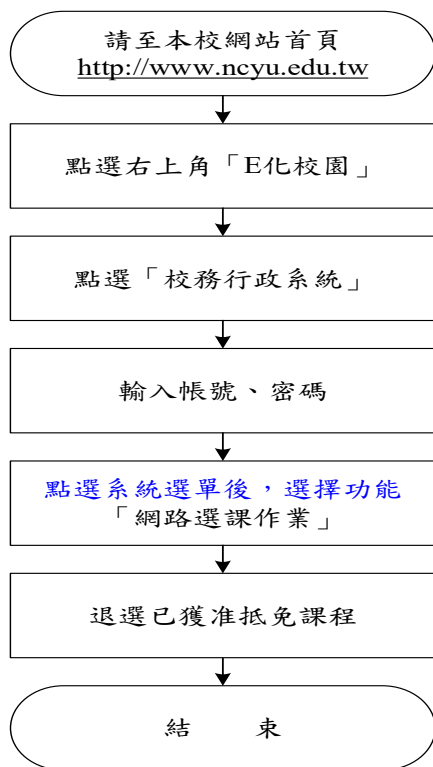 請至本校網站首頁
http://www.ncyu.edu.tw
點選右上角「E化校園」
點選「校務行政系統」
輸入帳號、密碼
點選系統選單後，選擇功能
「網路選課作業」
退選已獲准抵免課程
結　　束